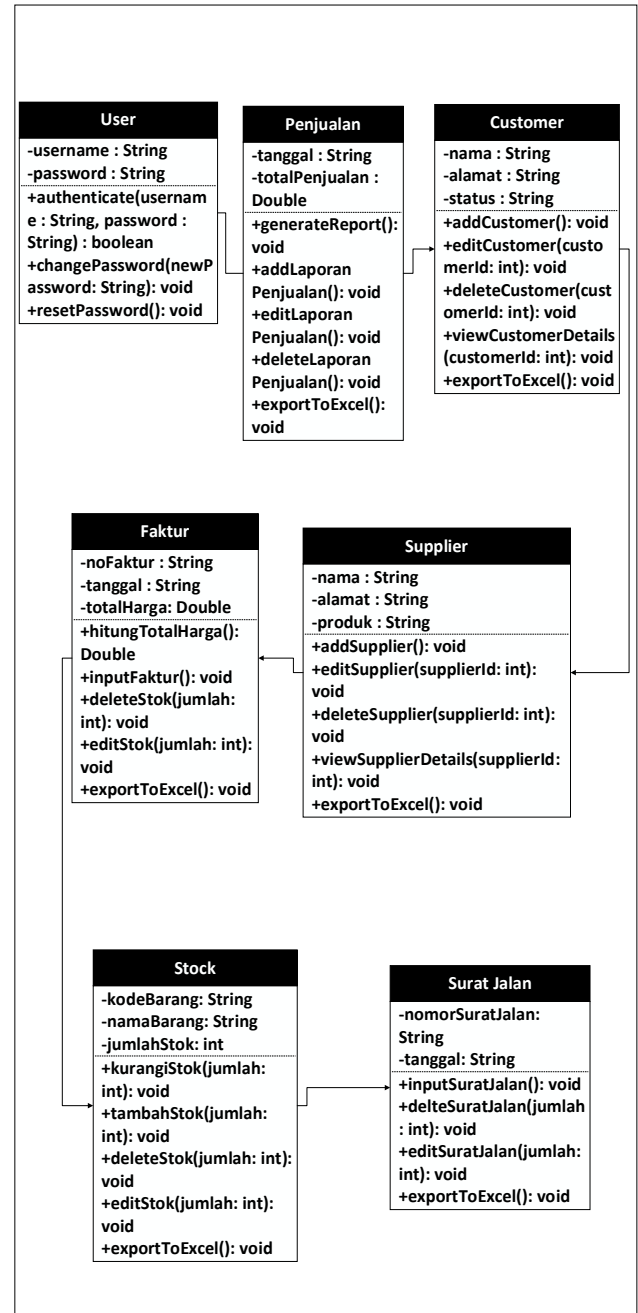 User
-username : String
-password : String
+authenticate(usernam
e : String, password :
String) : boolean
+changePassword(newP
assword: String): void
+resetPassword(): void
Penjualan
-tanggal : String
-totalPenjualan :
Double
+generateReport():
void
+addLaporan
Penjualan(): void
+editLaporan
Penjualan(): void
+deleteLaporan
Penjualan(): void
+exportToExcel():
void
Customer
-nama : String
-alamat : String
-status : String
+addCustomer(): void
+editCustomer(custo
merId: int): void
+deleteCustomer(cust
omerId: int): void
+viewCustomerDetails
(customerId: int): void
+exportToExcel(): void
Faktur
-noFaktur : String
-tanggal : String
-totalHarga: Double
+hitungTotalHarga():
Double
+inputFaktur(): void
+deleteStok(jumlah:
int): void
+editStok(jumlah: int):
void
+exportToExcel(): void
Supplier
-nama : String
-alamat : String
-produk : String
+addSupplier(): void
+editSupplier(supplierId: int):
void
+deleteSupplier(supplierId: int):
void
+viewSupplierDetails(supplierId:
int): void
+exportToExcel(): void
Stock
-kodeBarang: String
-namaBarang: String
-jumlahStok: int
+kurangiStok(jumlah:
int): void
+tambahStok(jumlah:
int): void
+deleteStok(jumlah: int):
void
+editStok(jumlah: int):
void
+exportToExcel(): void
Surat Jalan
-nomorSuratJalan:
String
-tanggal: String
+inputSuratJalan(): void
+delteSuratJalan(jumlah
: int): void
+editSuratJalan(jumlah:
int): void
+exportToExcel(): void